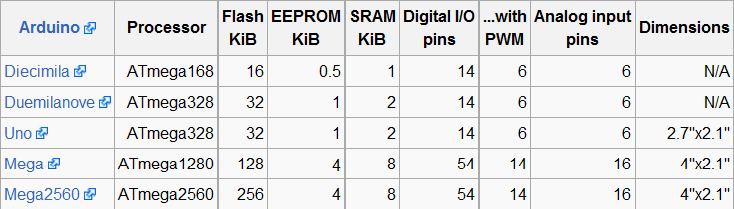 Arduino Processor Flash KiB EEPROM KiB SRAM KiB Digital I/O pins ...with PWM Analog input pins Dimensions
Diecimila ATmega168 16 0.5 1 14 6 6 N/A
Duemilanove ATmega328 32 1 2 14 6 6 N/A
Uno ATmega328 32 1 2 14 6 6 2.7"x2.1"
Mega ATmega1280 128 4 8 54 14 16 4"x2.1"
Mega2560 ATmega2560 256 4 8 54 14 16 4"x2.1"